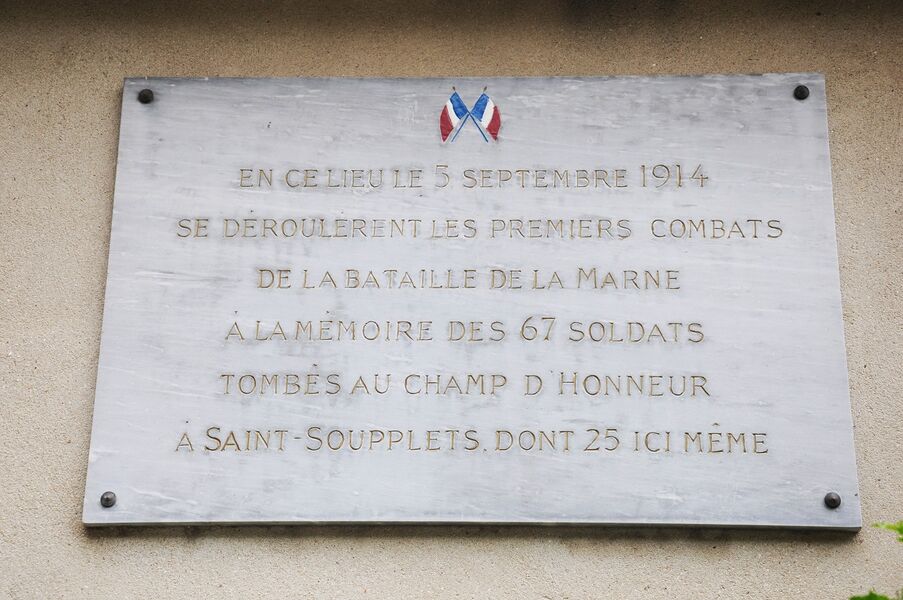 EN CE LIEU LE 5 SEPTEMBRE 1914
SE DÉROULÈRENT LES PREMIERS COMBATS
DE LA BATAILLE DE LA MARNE
A LA MÉMOIRE DES 67 SOLDATS
TOMBÉS AU CHAMP D'HONNEUR
A SAINT-SOUPPLETS, DONT 25 ICI MÊME